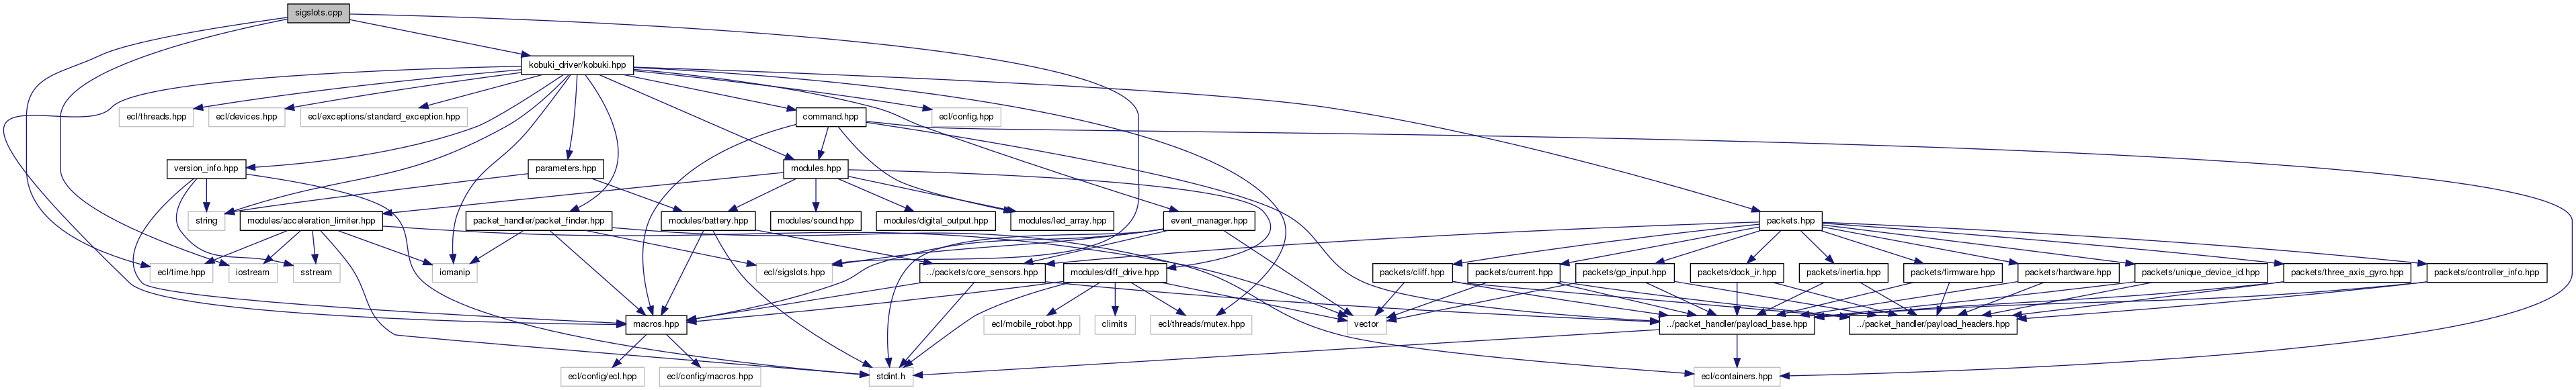 sigslots.cpp
kobuki_driver/kobuki.hpp
ecl/threads.hpp
ecl/devices.hpp
ecl/exceptions/standard_exception.hpp
command.hpp
ecl/config.hpp
version_info.hpp
parameters.hpp
modules.hpp
string
modules/acceleration_limiter.hpp
packet_handler/packet_finder.hpp
modules/battery.hpp
modules/sound.hpp
modules/digital_output.hpp
modules/led_array.hpp
event_manager.hpp
packets.hpp
ecl/time.hpp
iostream
sstream
iomanip
ecl/sigslots.hpp
../packets/core_sensors.hpp
modules/diff_drive.hpp
packets/cliff.hpp
packets/current.hpp
packets/gp_input.hpp
packets/dock_ir.hpp
packets/inertia.hpp
packets/firmware.hpp
packets/hardware.hpp
packets/unique_device_id.hpp
packets/three_axis_gyro.hpp
packets/controller_info.hpp
macros.hpp
ecl/mobile_robot.hpp
climits
ecl/threads/mutex.hpp
vector
../packet_handler/payload_base.hpp
../packet_handler/payload_headers.hpp
ecl/config/ecl.hpp
ecl/config/macros.hpp
stdint.h
ecl/containers.hpp